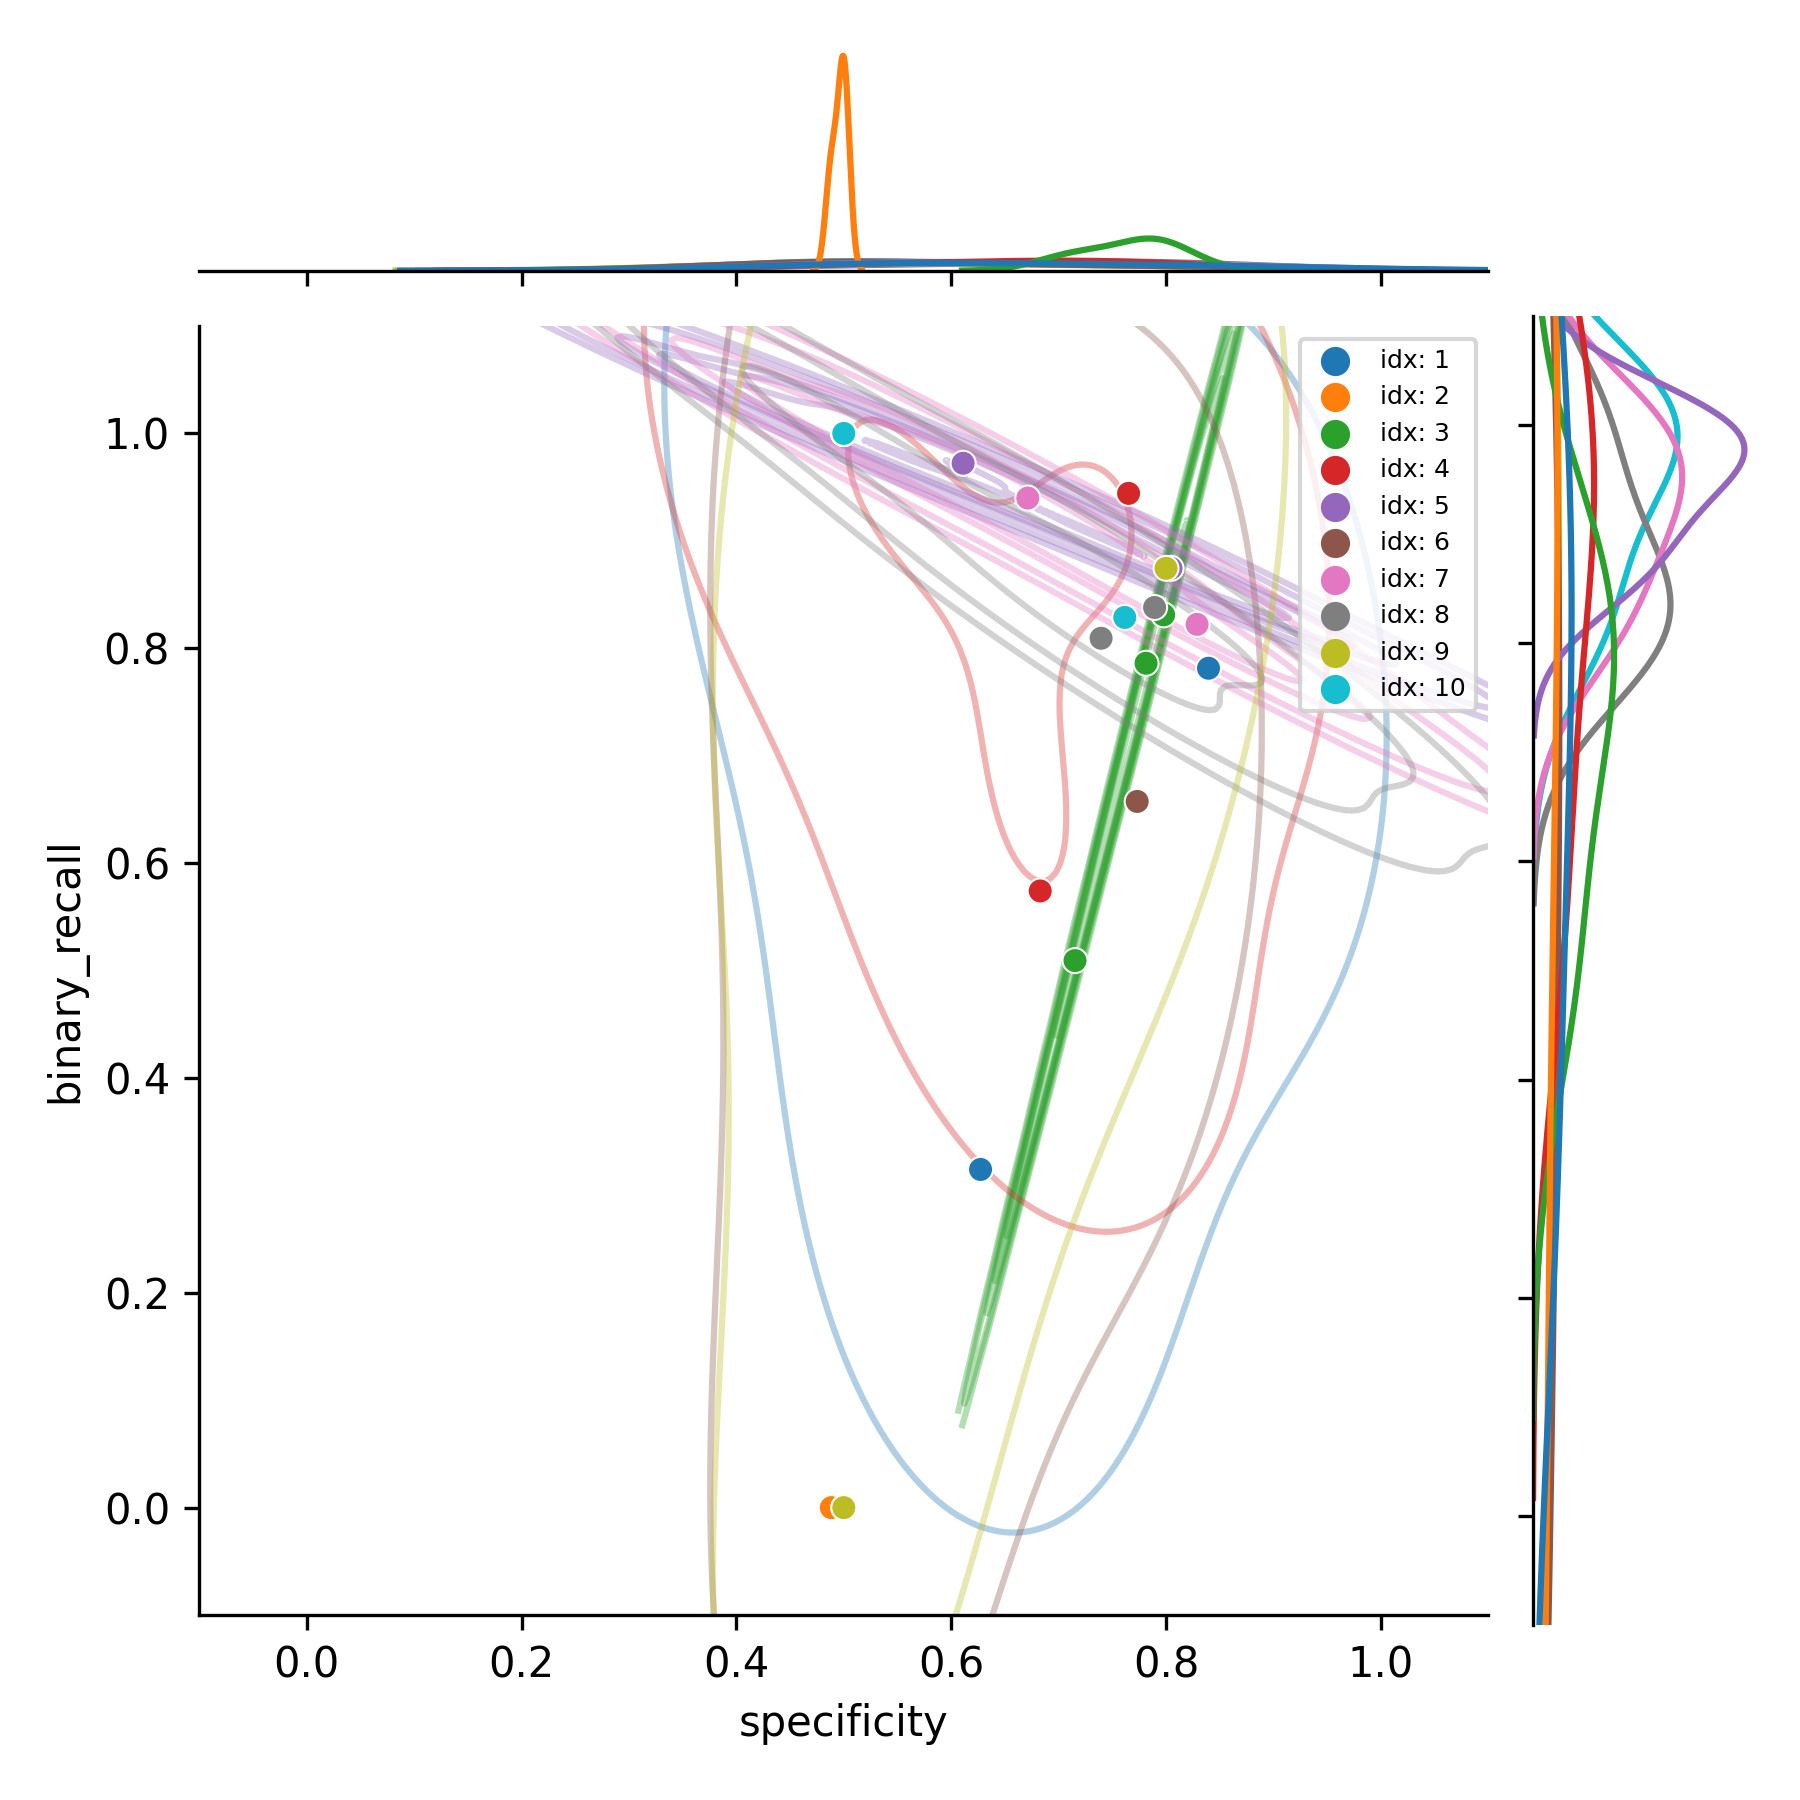 idx: 1
idx: 2
idx: 3
idx: 4
idx: 5
idx: 6
idx: 7
idx: 8
idx: 9
idx: 10
1.0
0.8
0.6
0.4
0.2
0.0
binary_recall
0.0 0.2 0.4 0.6 0.8 1.0
specificity